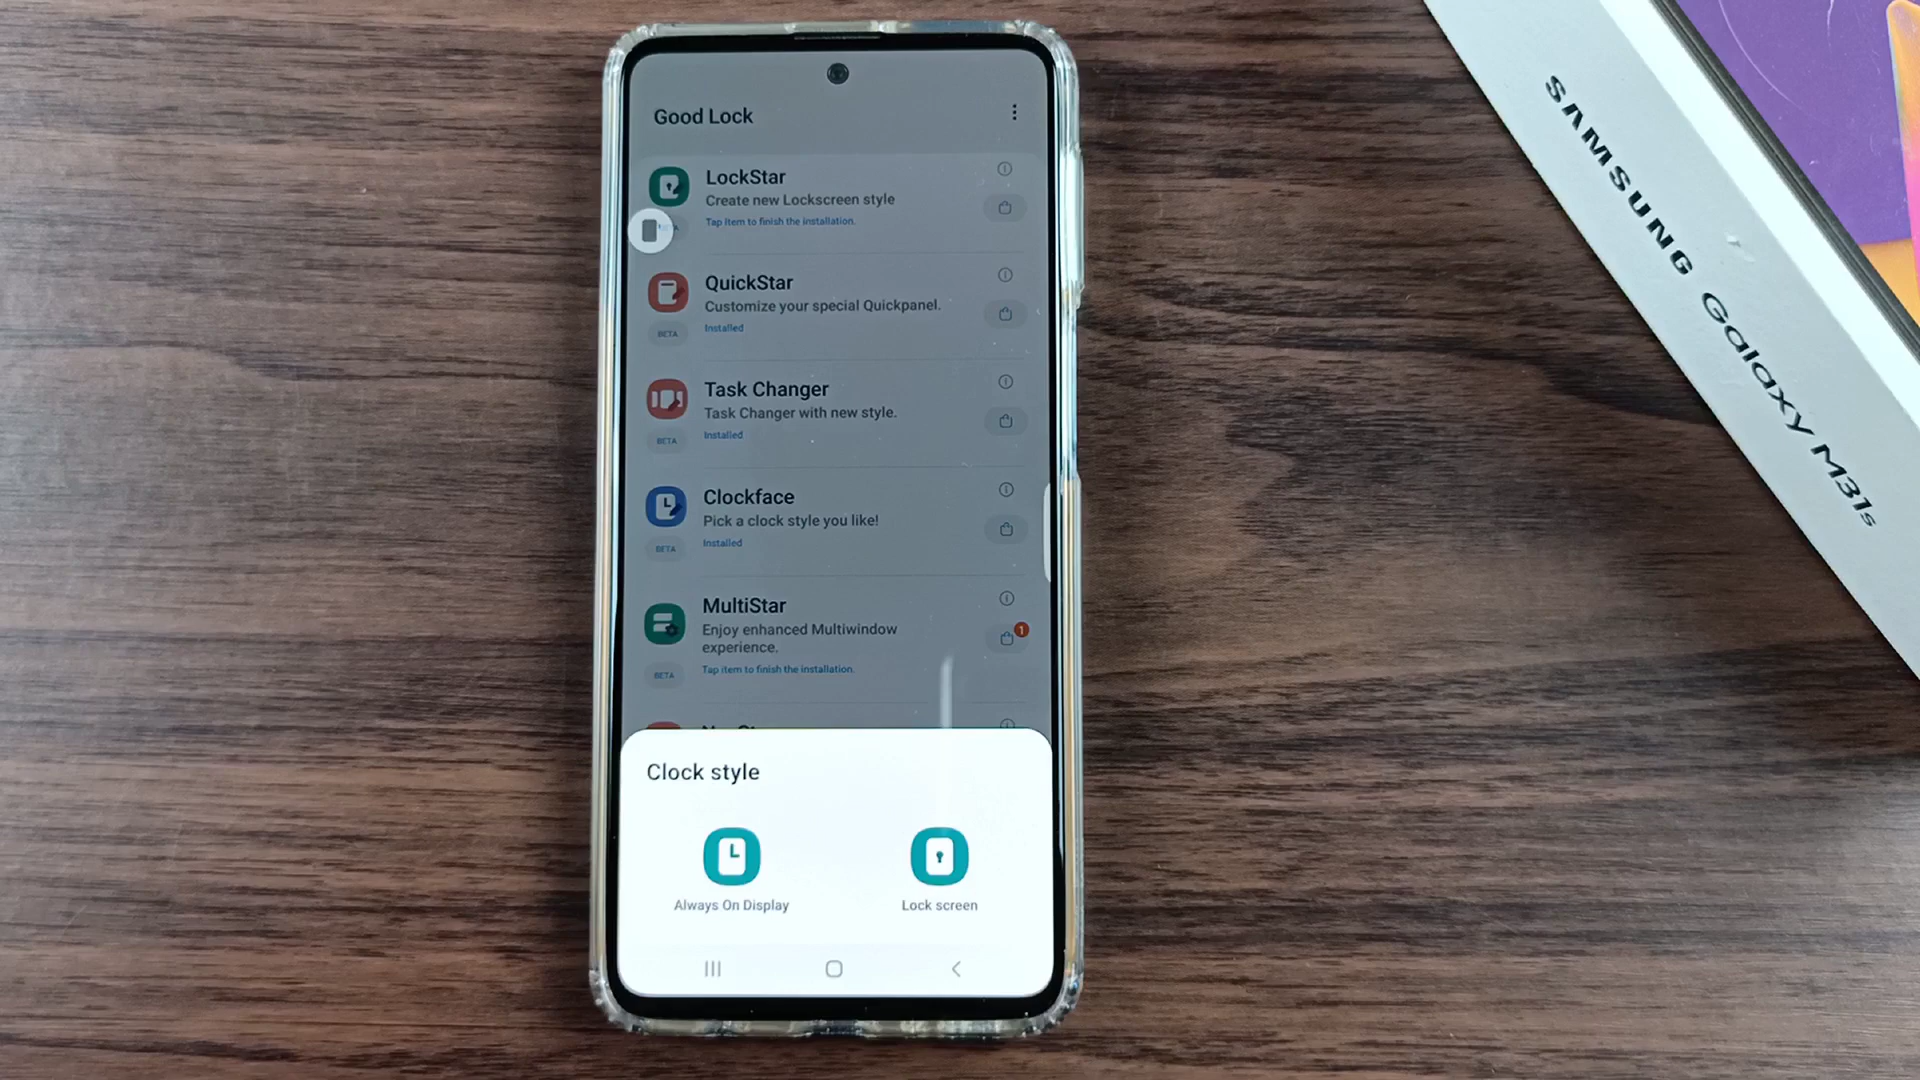 Good Lock
LockStar
Create new Lockscreen style
Tap item to finish the installation.
QuickStar
Customize your special Quickpanel.
BETA
Installed
Task Changer
Task Changer with new style.
BETA
Installed
Clockface
Pick a clock style you like!
BETA
Installed
MultiStar
1
Enjoy enhanced Multiwindow
experience.
BETA
Tap item to finish the installation.
Clock style
Always On Display
Lock screen
SAMSUNG Galaxy M31s